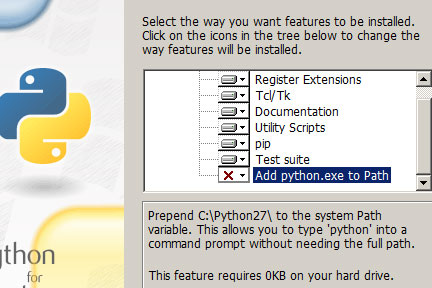 Select the way you want features to be installed.
Click on the icons in the tree below to change the
way features will be installed.
Register Extensions
Tcl/Tk
Documentation
Utility Scripts
pip
Test suite
Add python.exe to Path
Prepend C:\Python27\ to the system Path
variable. This allows you to type 'python' into a
command prompt without needing the full path.
This feature requires 0KB on your hard drive.
ython
for